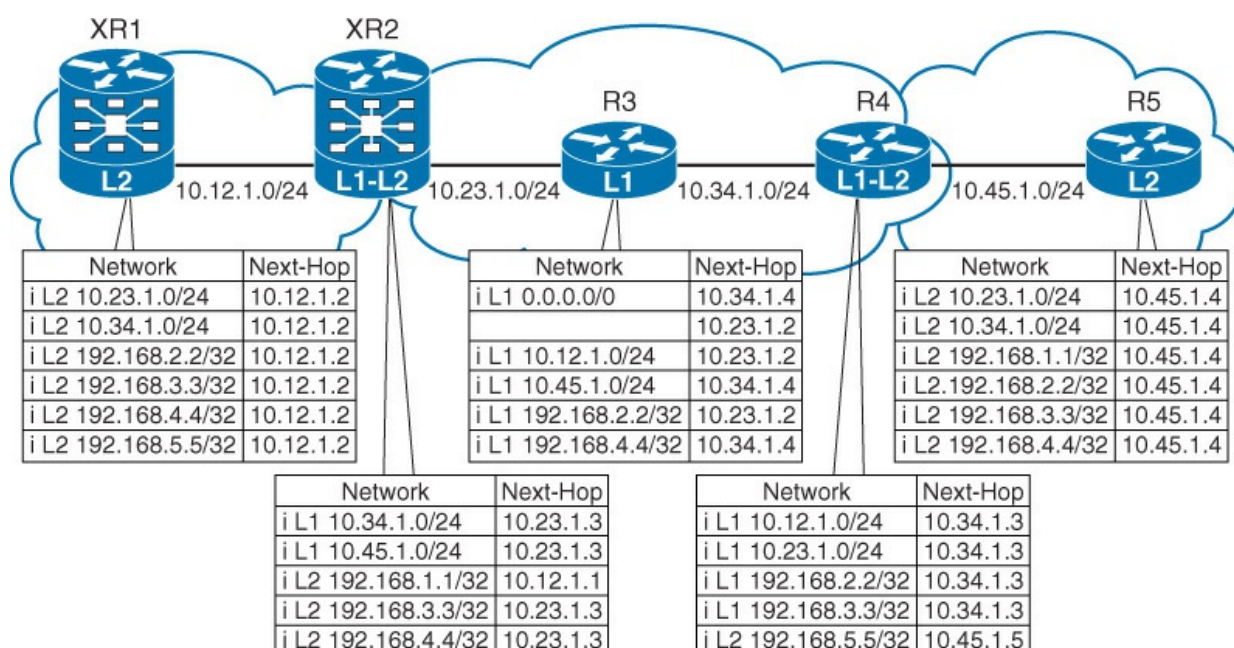 XR1 XR2 R3 R4 R5
L2 L1-L2 L1 L1-L2 L2
10.12.1.0/24 10.23.1.0/24 10.34.1.0/24 10.45.1.0/24
Network Next-Hop
i L2 10.23.1.0/24 10.12.1.2
i L2 10.34.1.0/24 10.12.1.2
i L2 192.168.2.2/32 10.12.1.2
i L2 192.168.3.3/32 10.12.1.2
i L2 192.168.4.4/32 10.12.1.2
i L2 192.168.5.5/32 10.12.1.2
Network Next-Hop
i L1 0.0.0.0/0 10.34.1.4
10.23.1.2
i L1 10.12.1.0/24 10.23.1.2
i L1 10.45.1.0/24 10.34.1.4
i L1 192.168.2.2/32 10.23.1.2
i L1 192.168.4.4/32 10.34.1.4
Network Next-Hop
i L2 10.23.1.0/24 10.45.1.4
i L2 10.34.1.0/24 10.45.1.4
i L2 192.168.1.1/32 10.45.1.4
i L2.192.168.2.2/32 10.45.1.4
i L2 192.168.3.3/32 10.45.1.4
i L2 192.168.4.4/32 10.45.1.4
Network Next-Hop
i L1 10.34.1.0/24 10.23.1.3
i L1 10.45.1.0/24 10.23.1.3
i L2 192.168.1.1/32 10.12.1.1
i L2 192.168.3.3/32 10.23.1.3
i L2 192.168.4.4/32 10.23.1.3
Network Next-Hop
i L1 10.12.1.0/24 10.34.1.3
i L1 10.23.1.0/24 10.34.1.3
i L1 192.168.2.2/32 10.34.1.3
i L1 192.168.3.3/32 10.34.1.3
i L2 192.168.5.5/32 10.45.1.5